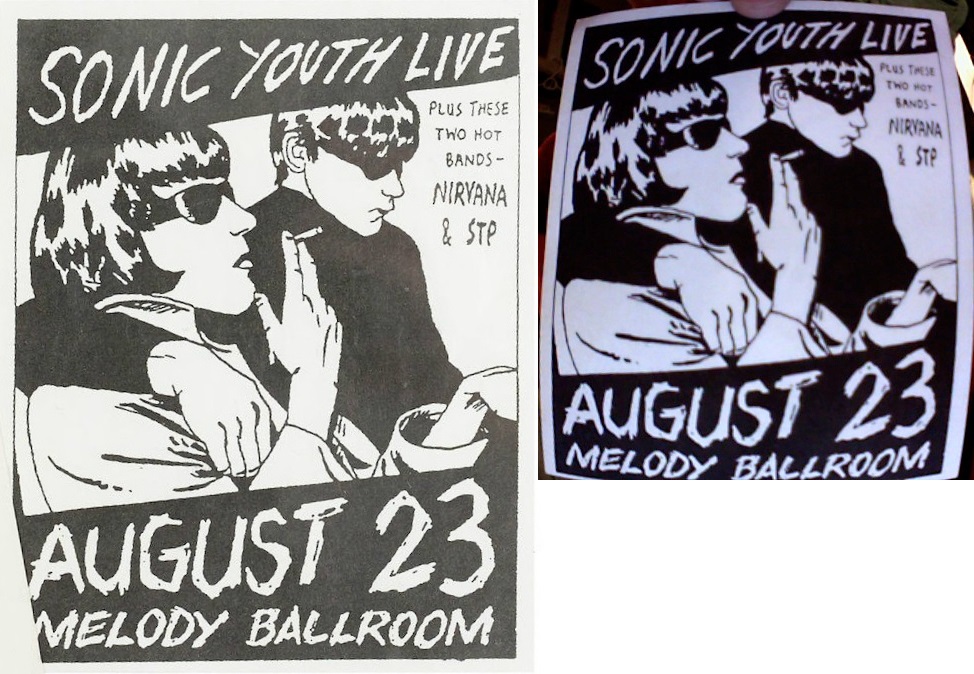 SONIC YOUTH LIVE
PLUS THESE
TWO HOT
BANDS-
NIRVANA
& STP
AUGUST 23
MELODY BALLROOM
SONIC YOUTH LIVE
PLUS THESE
TWO HOT
BANDS-
NIRVANA
& STP
AUGUST 23
MELODY BALLROOM